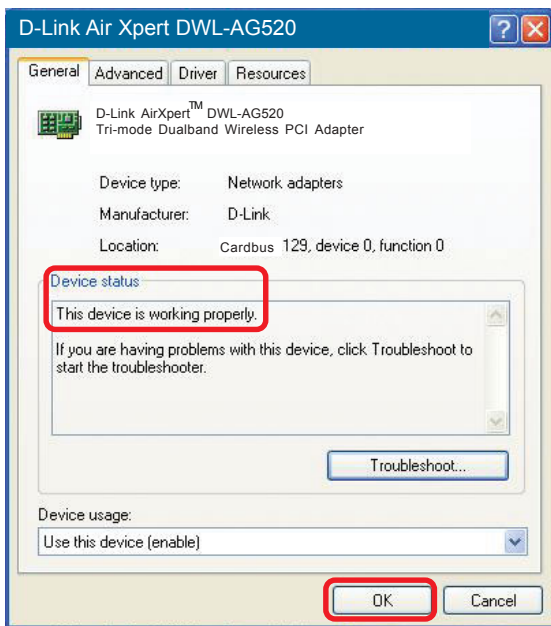 D-Link Air Xpert DWL-AG520
General Advanced Driver Resources
D-Link AirXpert™ DWL-AG520
Tri-mode Dualband Wireless PCI Adapter
Device type: Network adapters
Manufacturer: D-Link
Location: Cardbus 129, device 0, function 0
Device status
This device is working properly.
If you are having problems with this device, click Troubleshoot to
start the troubleshooter.
Troubleshoot...
Device usage:
Use this device (enable)
OK Cancel